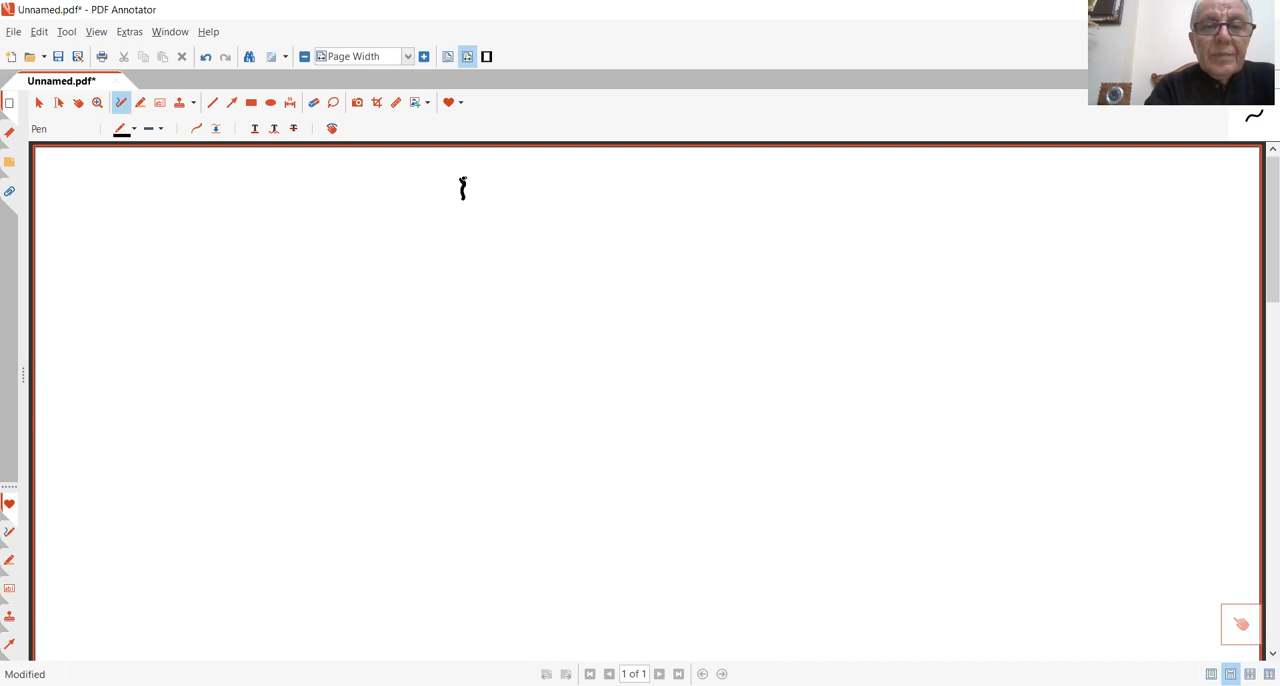 Unnamed.pdf* - PDF Annotator
File Edit Tool View Extras Window Help
Page Width
Unnamed.pdf*
Pen
Modified
1 of 1